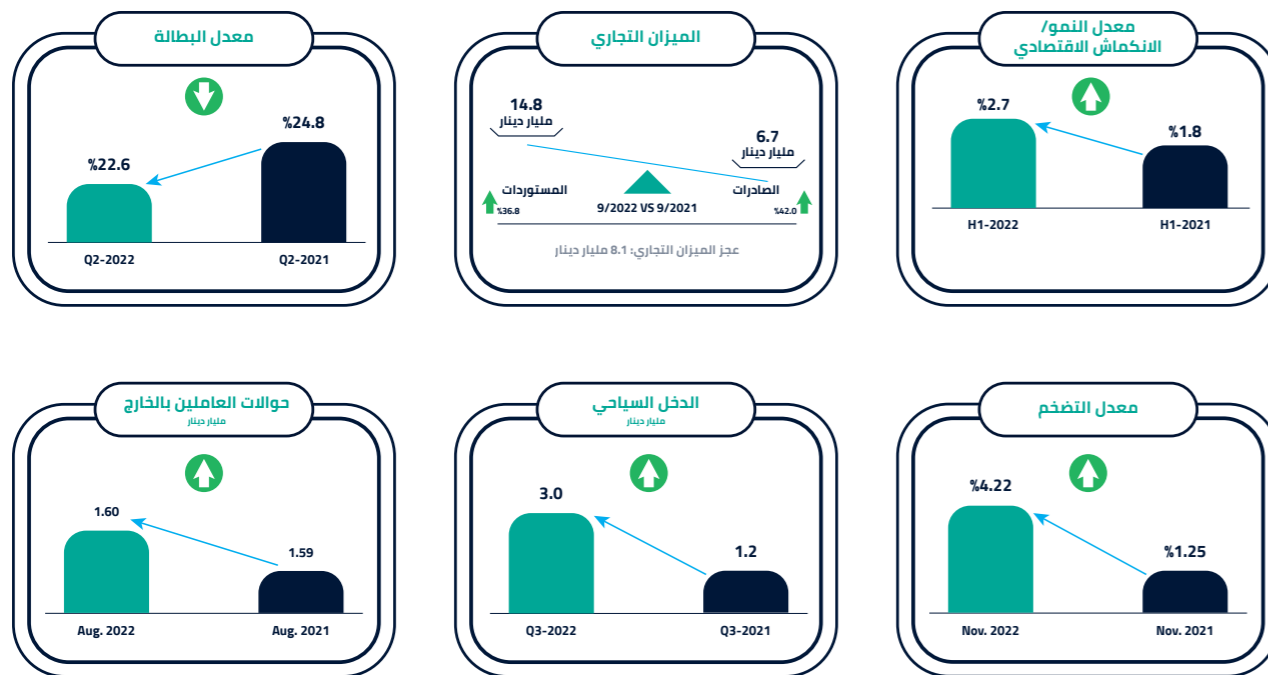 معدل النمو/
الانكماش الاقتصادي
%2.7
%1.8
H1-2022
H1-2021
الميزان التجاري
14.8
مليار دينار
6.7
مليار دينار
المستوردات
%36.8
الصادرات
%42.0
9/2022 VS 9/2021
عجز الميزان التجاري: 8.1 مليار دينار
معدل البطالة
%24.8
%22.6
Q2-2022
Q2-2021
معدل التضخم
%4.22
%1.25
Nov. 2022
Nov. 2021
الدخل السياحي
مليار دينار
3.0
1.2
Q3-2022
Q3-2021
حوالات العاملين بالخارج
مليار دينار
1.60
1.59
Aug. 2022
Aug. 2021